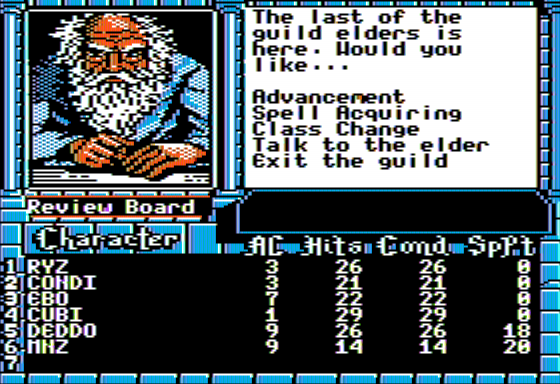 The last of the
guild elders is
here. Would you
like...
Advancement
Spell Acquiring
Class Change
Talk to the elder
Exit the guild
Review Board
Character AC Hits Cond SpPt
1 RYZ 3 26 26 0
2 CONDI 3 21 21 0
3 EBO 7 22 22 0
4 CUBI 1 29 29 0
5 DEDDO 9 26 26 18
6 MNZ 9 14 14 20
7